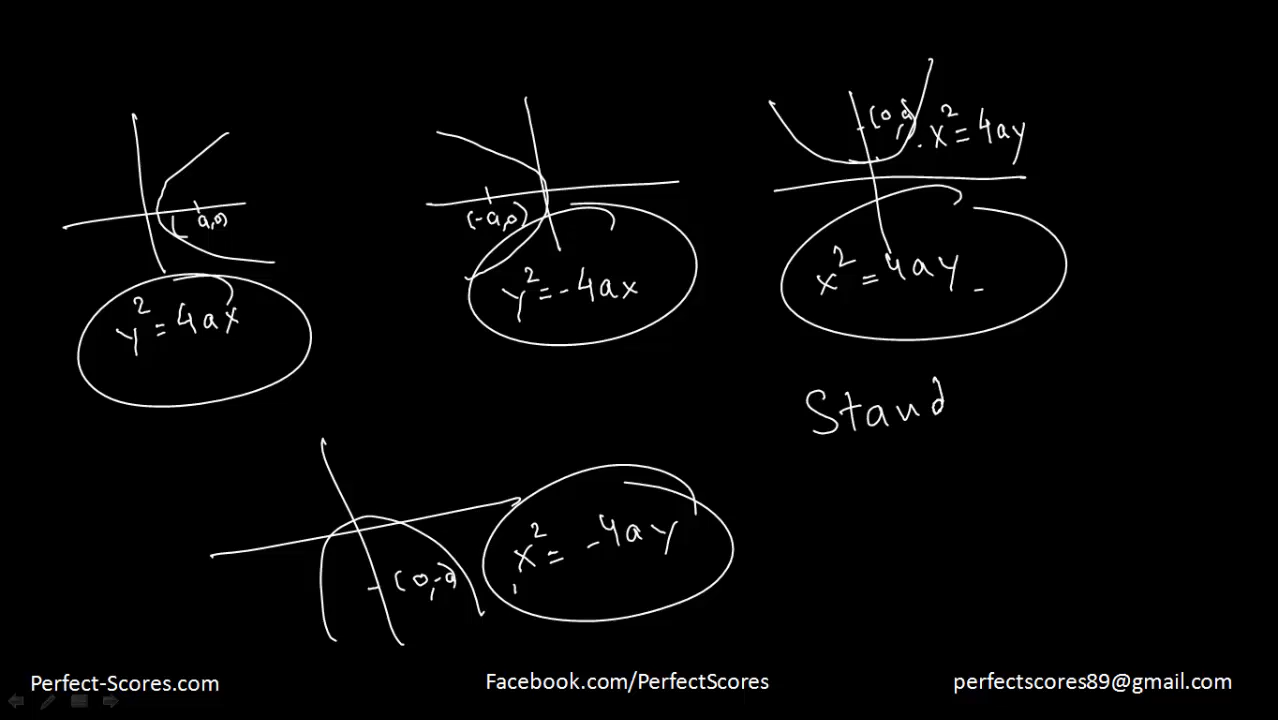 (a,0)
y² = 4ax
(-a,0)
y² = -4ax
(0,a)
x² = 4ay
x² = 4ay
Stand
(0,-a)
x² = -4ay
Perfect-Scores.com
Facebook.com/PerfectScores
perfectscores89@gmail.com